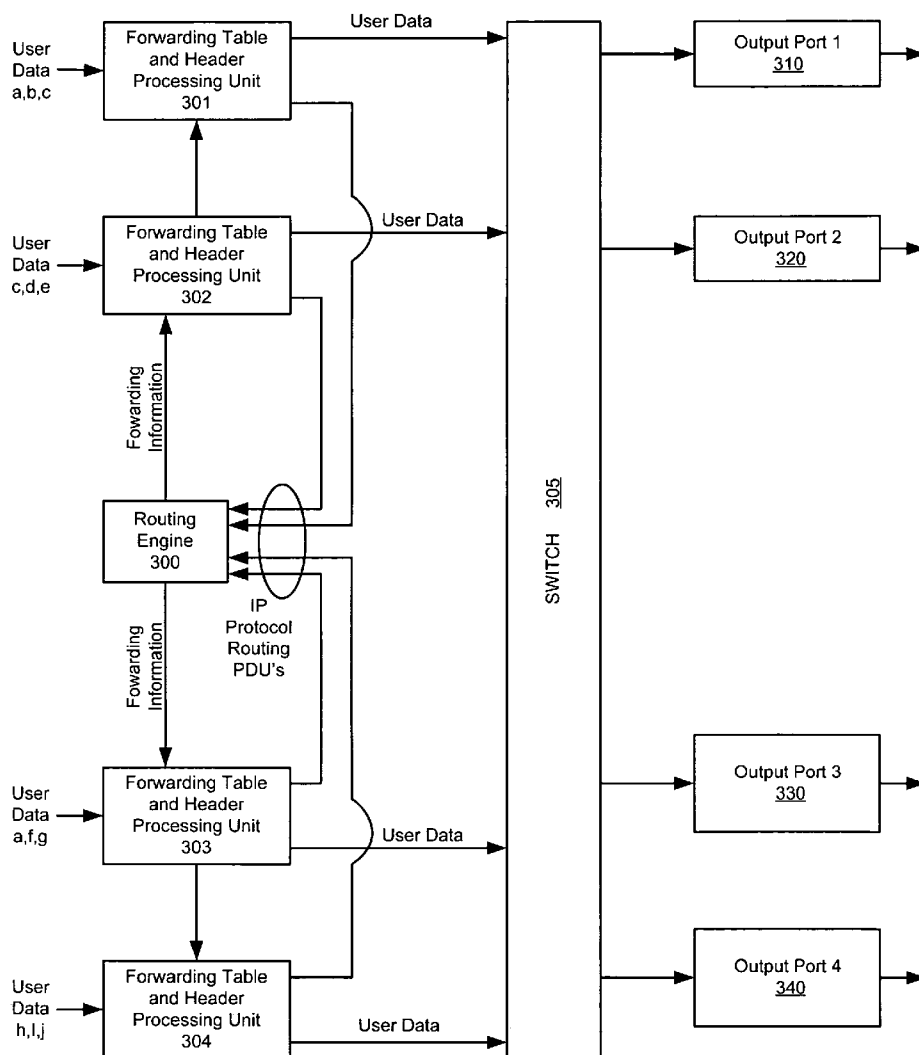 User Data
User
Data
a,b,c
Forwarding Table
and Header
Processing Unit
301
Output Port 1
310
User
Data
c,d,e
Forwarding Table
and Header
Processing Unit
302
User Data
Output Port 2
320
Fowarding
Information
Routing
Engine
300
IP
Protocol
Routing
PDU's
SWITCH 305
Fowarding
Information
User
Data
a,f,g
Forwarding Table
and Header
Processing Unit
303
User Data
Output Port 3
330
User
Data
h,I,j
Forwarding Table
and Header
Processing Unit
304
User Data
Output Port 4
340